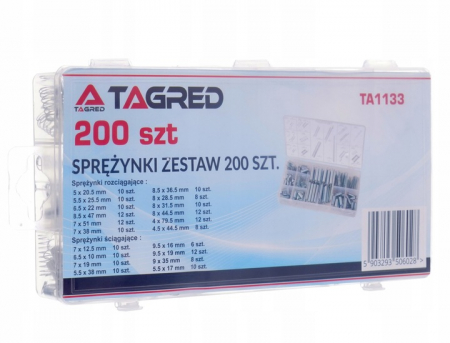 TAGRED
TAGRED
TA1133
200 szt
SPRĘŻYNKI ZESTAW 200 SZT.
Sprężynki rozciągające :
5 x 20.5 mm 10 szt. 8.5 x 36.5 mm 10 szt.
5.5 x 25.5 mm 10 szt. 8 x 28.5 mm 8 szt.
6.5 x 22 mm 10 szt. 8 x 31.5 mm 10 szt.
8.5 x 47 mm 12 szt. 8 x 44.5 mm 12 szt.
7 x 51 mm 12 szt. 4 x 79.5 mm 12 szt.
7 x 38 mm 10 szt. 4.5 x 44.5 mm 8 szt.
Sprężynki ściągające :
7 x 12.5 mm 10 szt. 9.5 x 16 mm 6 szt.
6.5 x 10 mm 10 szt. 9.5 x 19 mm 12 szt.
7 x 19 mm 10 szt. 9 x 35 mm 8 szt.
5.5 x 38 mm 10 szt. 5.5 x 17 mm 10 szt.
5 903293 506028 >